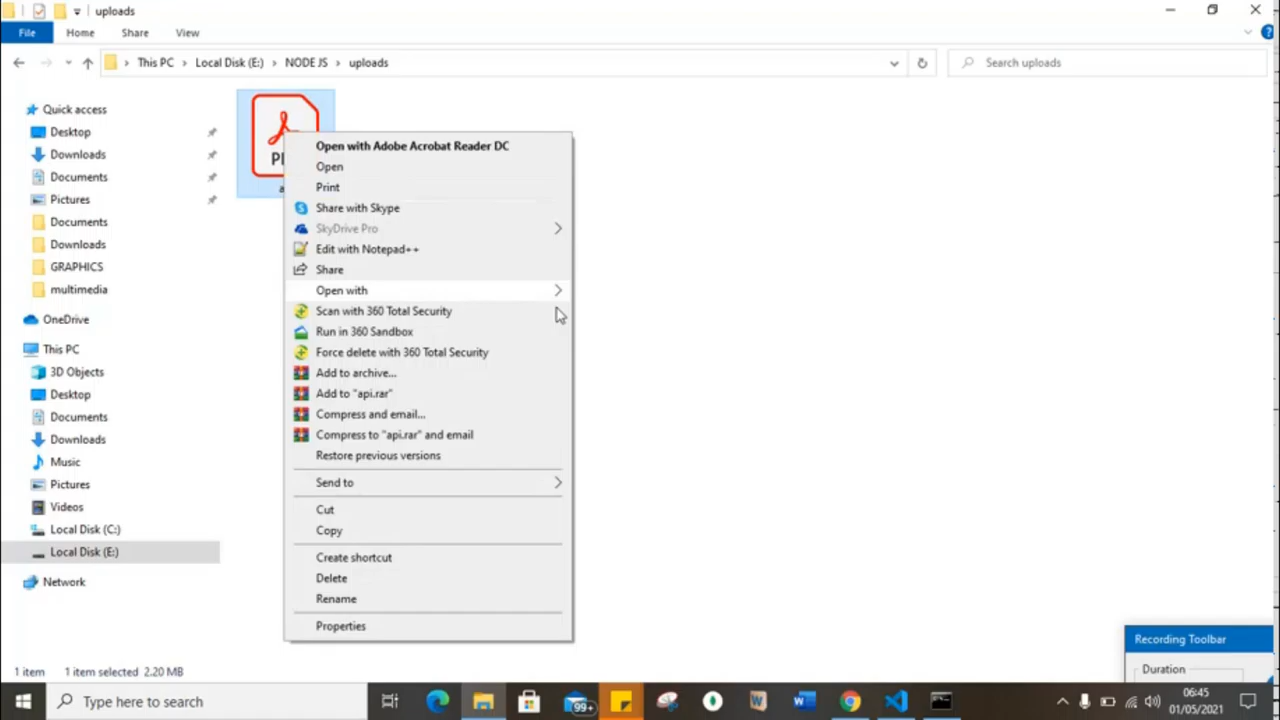 uploads
File Home Share View
This PC Local Disk (E:) NODE JS uploads
Search uploads
Quick access
Desktop
Downloads
Documents
Pictures
Documents
Downloads
GRAPHICS
multimedia
OneDrive
This PC
3D Objects
Desktop
Documents
Downloads
Music
Pictures
Videos
Local Disk (C:)
Local Disk (E:)
Network
Open with Adobe Acrobat Reader DC
Open
Print
Share with Skype
SkyDrive Pro
Edit with Notepad++
Share
Open with
Scan with 360 Total Security
Run in 360 Sandbox
Force delete with 360 Total Security
Add to archive...
Add to "api.rar"
Compress and email...
Compress to "api.rar" and email
Restore previous versions
Send to
Cut
Copy
Create shortcut
Delete
Rename
Properties
1 item 1 item selected 2.20 MB
Recording Toolbar
Duration
Type here to search
99+
06:45
01/05/2021